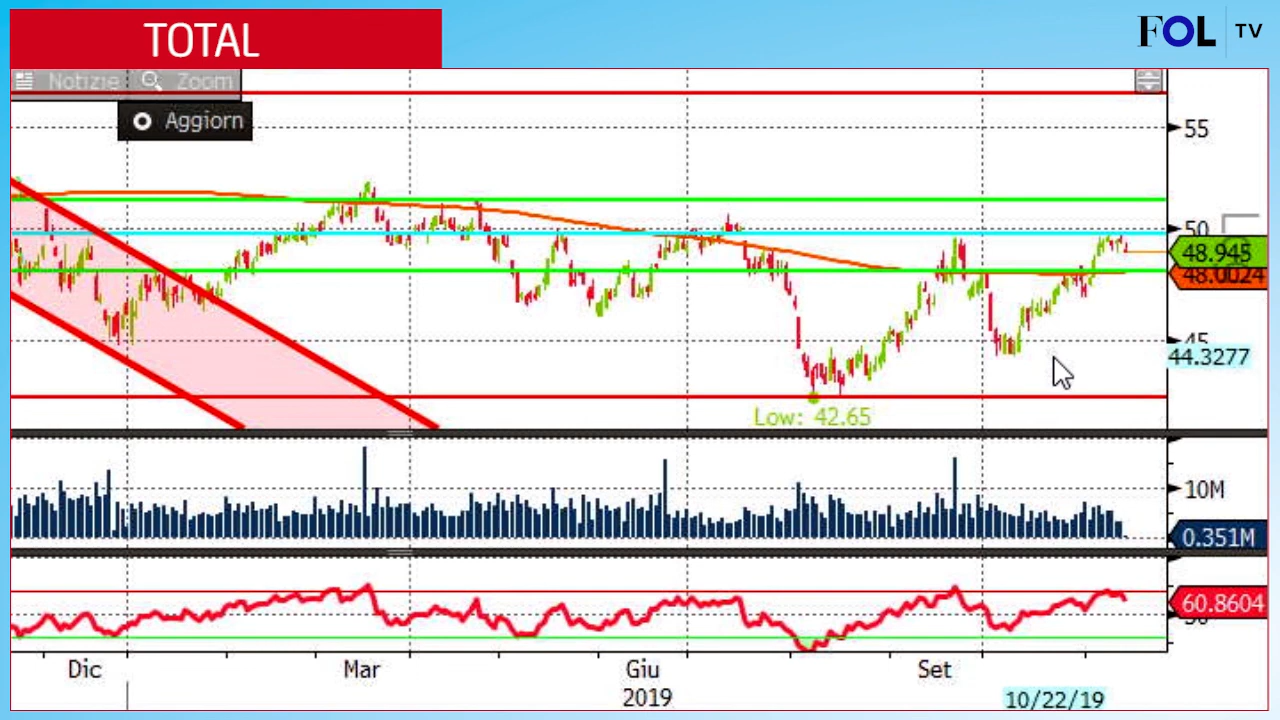 TOTAL
FOL TV
Notizie Zoom
Aggiorn
55
50
48.945
48.0024
45
44.3277
Low: 42.65
10M
0.351M
60.8604
50
Dic Mar Giu Set
2019
10/22/19